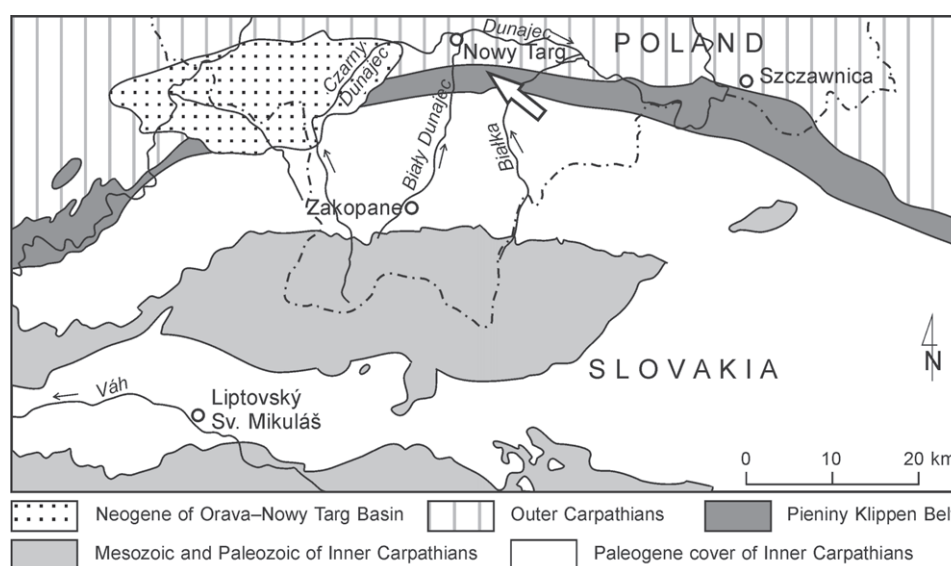 Dunajec
POLAND
Nowy Targ
Czarny
Dunajec
Szczawnica
Biały Dunajec
Białka
Zakopane
N
SLOVAKIA
Váh
Liptovský
Sv. Mikuláš
0 10 20 km
Neogene of Orava–Nowy Targ Basin Outer Carpathians Pieniny Klippen Bel
Mesozoic and Paleozoic of Inner Carpathians Paleogene cover of Inner Carpathians